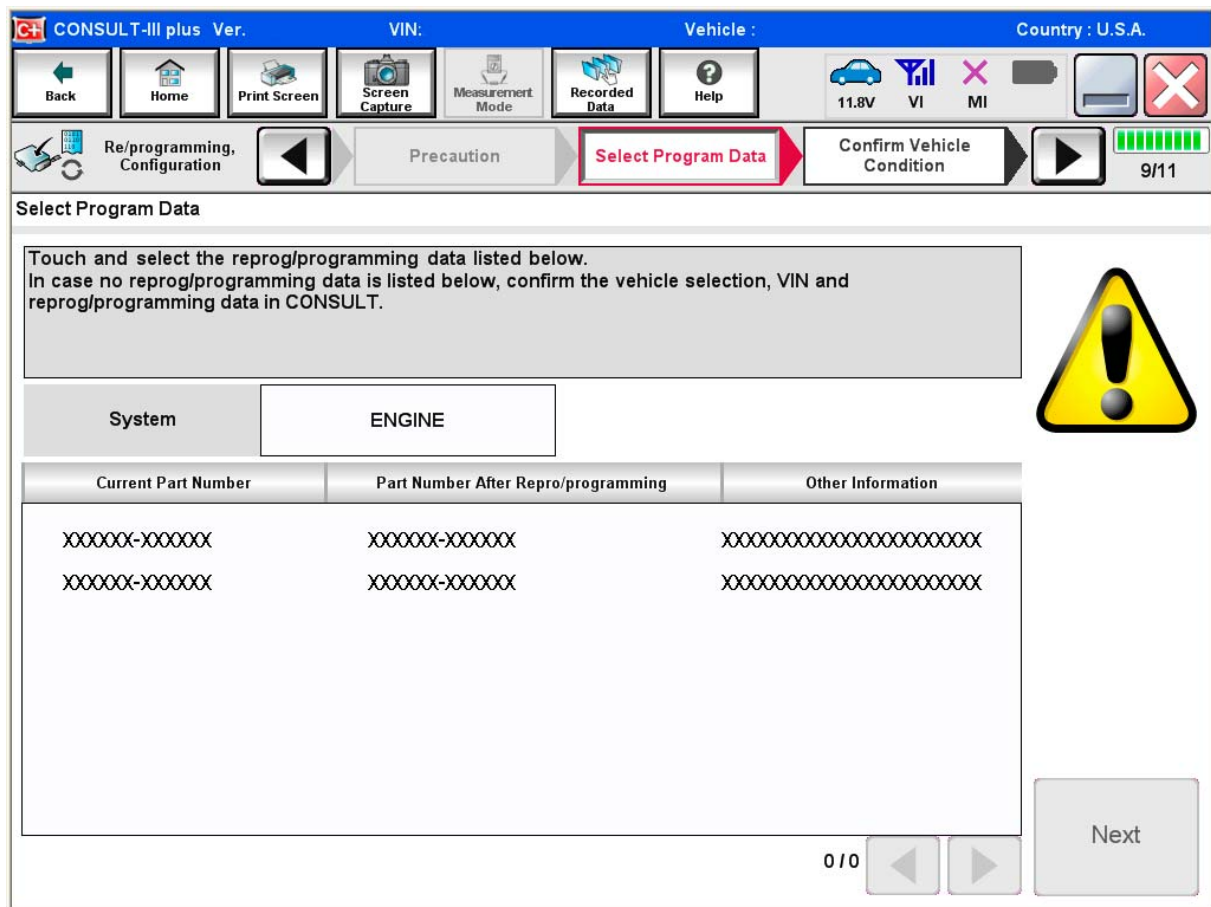 C+ CONSULT-III plus Ver. VIN: Vehicle : Country : U.S.A.
Back
Home
Print Screen
Screen
Capture
Measurement
Mode
Recorded
Data
Help
11.8V
VI
MI
Re/programming,
Configuration
Precaution
Select Program Data
Confirm Vehicle
Condition
9/11
Select Program Data
Touch and select the reprog/programming data listed below.
In case no reprog/programming data is listed below, confirm the vehicle selection, VIN and
reprog/programming data in CONSULT.
System ENGINE
Current Part Number Part Number After Repro/programming Other Information
XXXXXX-XXXXXX XXXXXX-XXXXXX XXXXXXXXXXXXXXXXXXXXXX
XXXXXX-XXXXXX XXXXXX-XXXXXX XXXXXXXXXXXXXXXXXXXXXX
0/0
Next